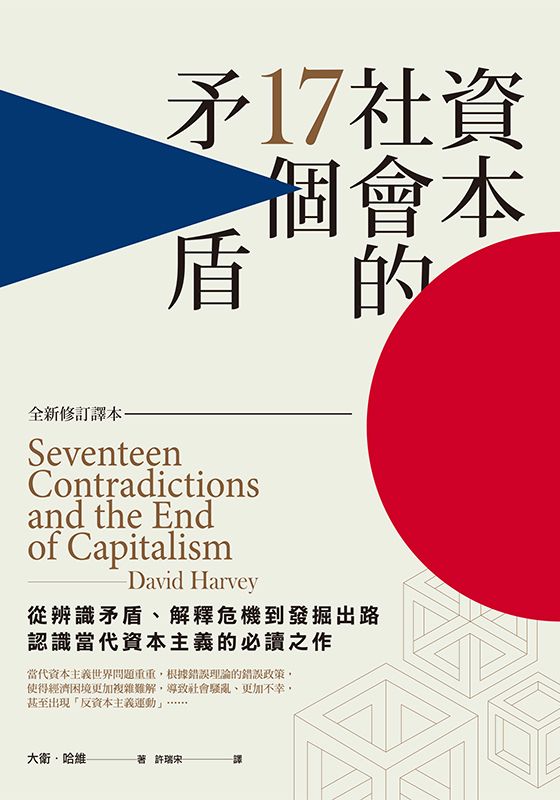 資本
社會的
17個
矛盾
全新修訂譯本
Seventeen
Contradictions
and the End
of Capitalism
David Harvey
從辨識矛盾、解釋危機到發掘出路
認識當代資本主義的必讀之作
當代資本主義世界問題重重，根據錯誤理論的錯誤政策，
使得經濟困境更加複雜難解，導致社會騷亂、更加不幸，
甚至出現「反資本主義運動」……
大衛．哈維 著 許瑞宋 譯